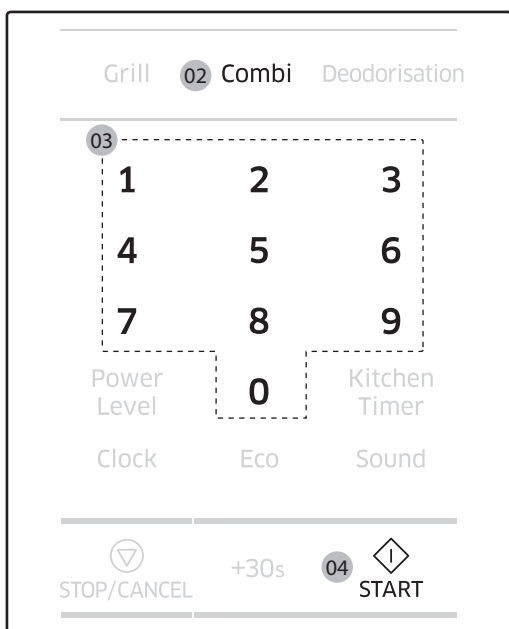 Grill 02 Combi Deodorisation
03
1 2 3
4 5 6
7 8 9
Power Level 0 Kitchen Timer
Clock Eco Sound
+30s 04
STOP/CANCEL START